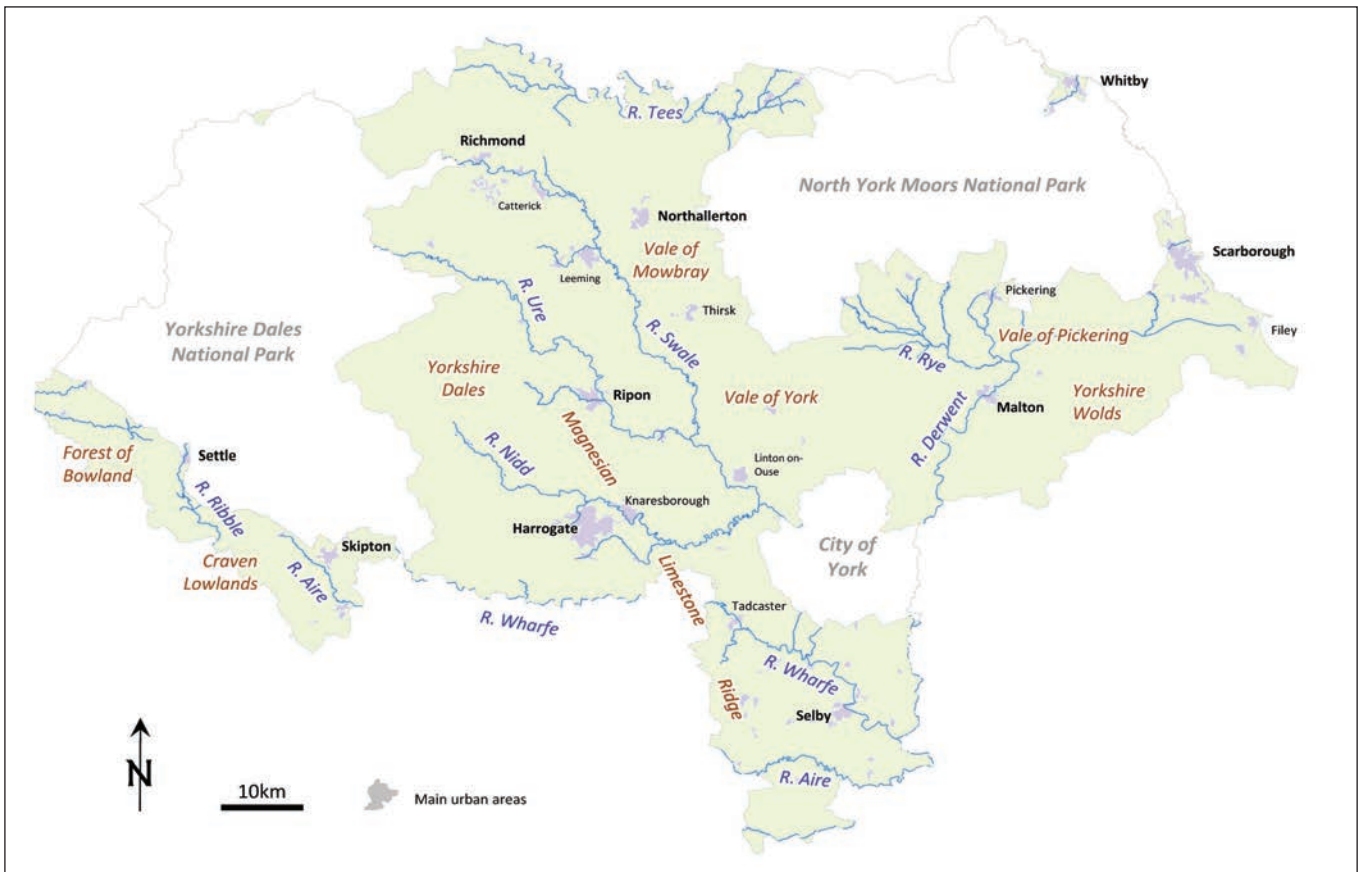 Whitby
R. Tees
Richmond
North York Moors National Park
Catterick
Northallerton
Vale of
Mowbray
Scarborough
Leeming
Pickering
R. Ure
Thirsk
Filey
Yorkshire Dales
National Park
R. Swale
Vale of Pickering
R. Rye
Yorkshire
Dales
Ripon
Vale of York
Malton
Yorkshire
Wolds
Magnesian
R. Derwent
Forest of
Bowland
Settle
R. Nidd
Linton on-
Ouse
R. Ribble
Knaresborough
Harrogate
Skipton
City of
York
Craven
Lowlands
R. Aire
Limestone
R. Wharfe
Tadcaster
R. Wharfe
Ridge
Selby
R. Aire
N
10km
Main urban areas